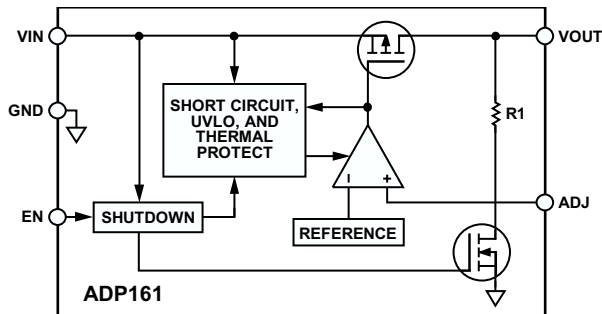 VIN
VOUT
GND
SHORT CIRCUIT,
UVLO, AND
THERMAL
PROTECT
R1
– +
ADJ
EN
SHUTDOWN
REFERENCE
ADP161